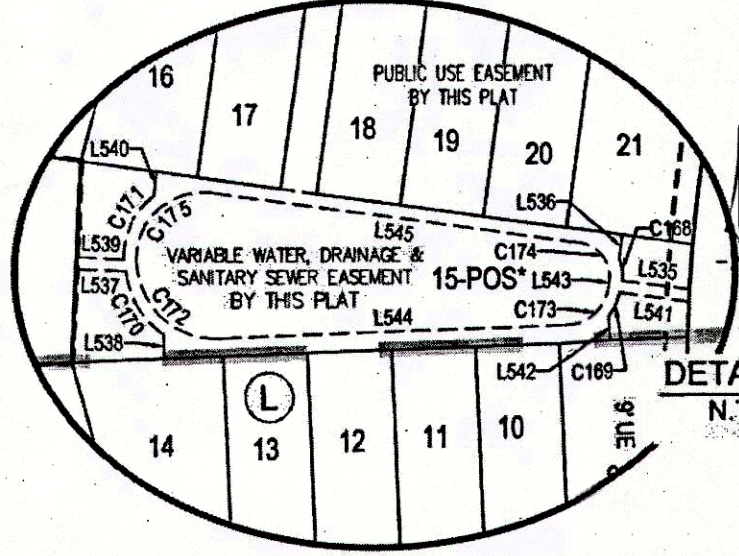 16
17
18
19
20
21
PUBLIC USE EASEMENT
BY THIS PLAT
L540
C171
C175
L539
L537
C170
C172
L538
L545
VARIABLE WATER, DRAINAGE &
SANITARY SEWER EASEMENT
BY THIS PLAT
15-POS*
L544
L536
C168
C174
L535
L543
C173
L541
L542
C169
L
14
13
12
11
10
9' UE
DETA
N.